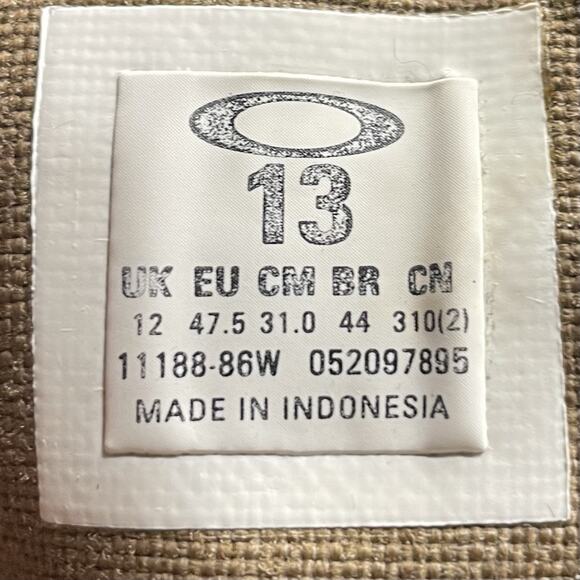 13
UK EU CM BR CN
12 47.5 31.0 44 310(2)
11188-86W 052097895
MADE IN INDONESIA